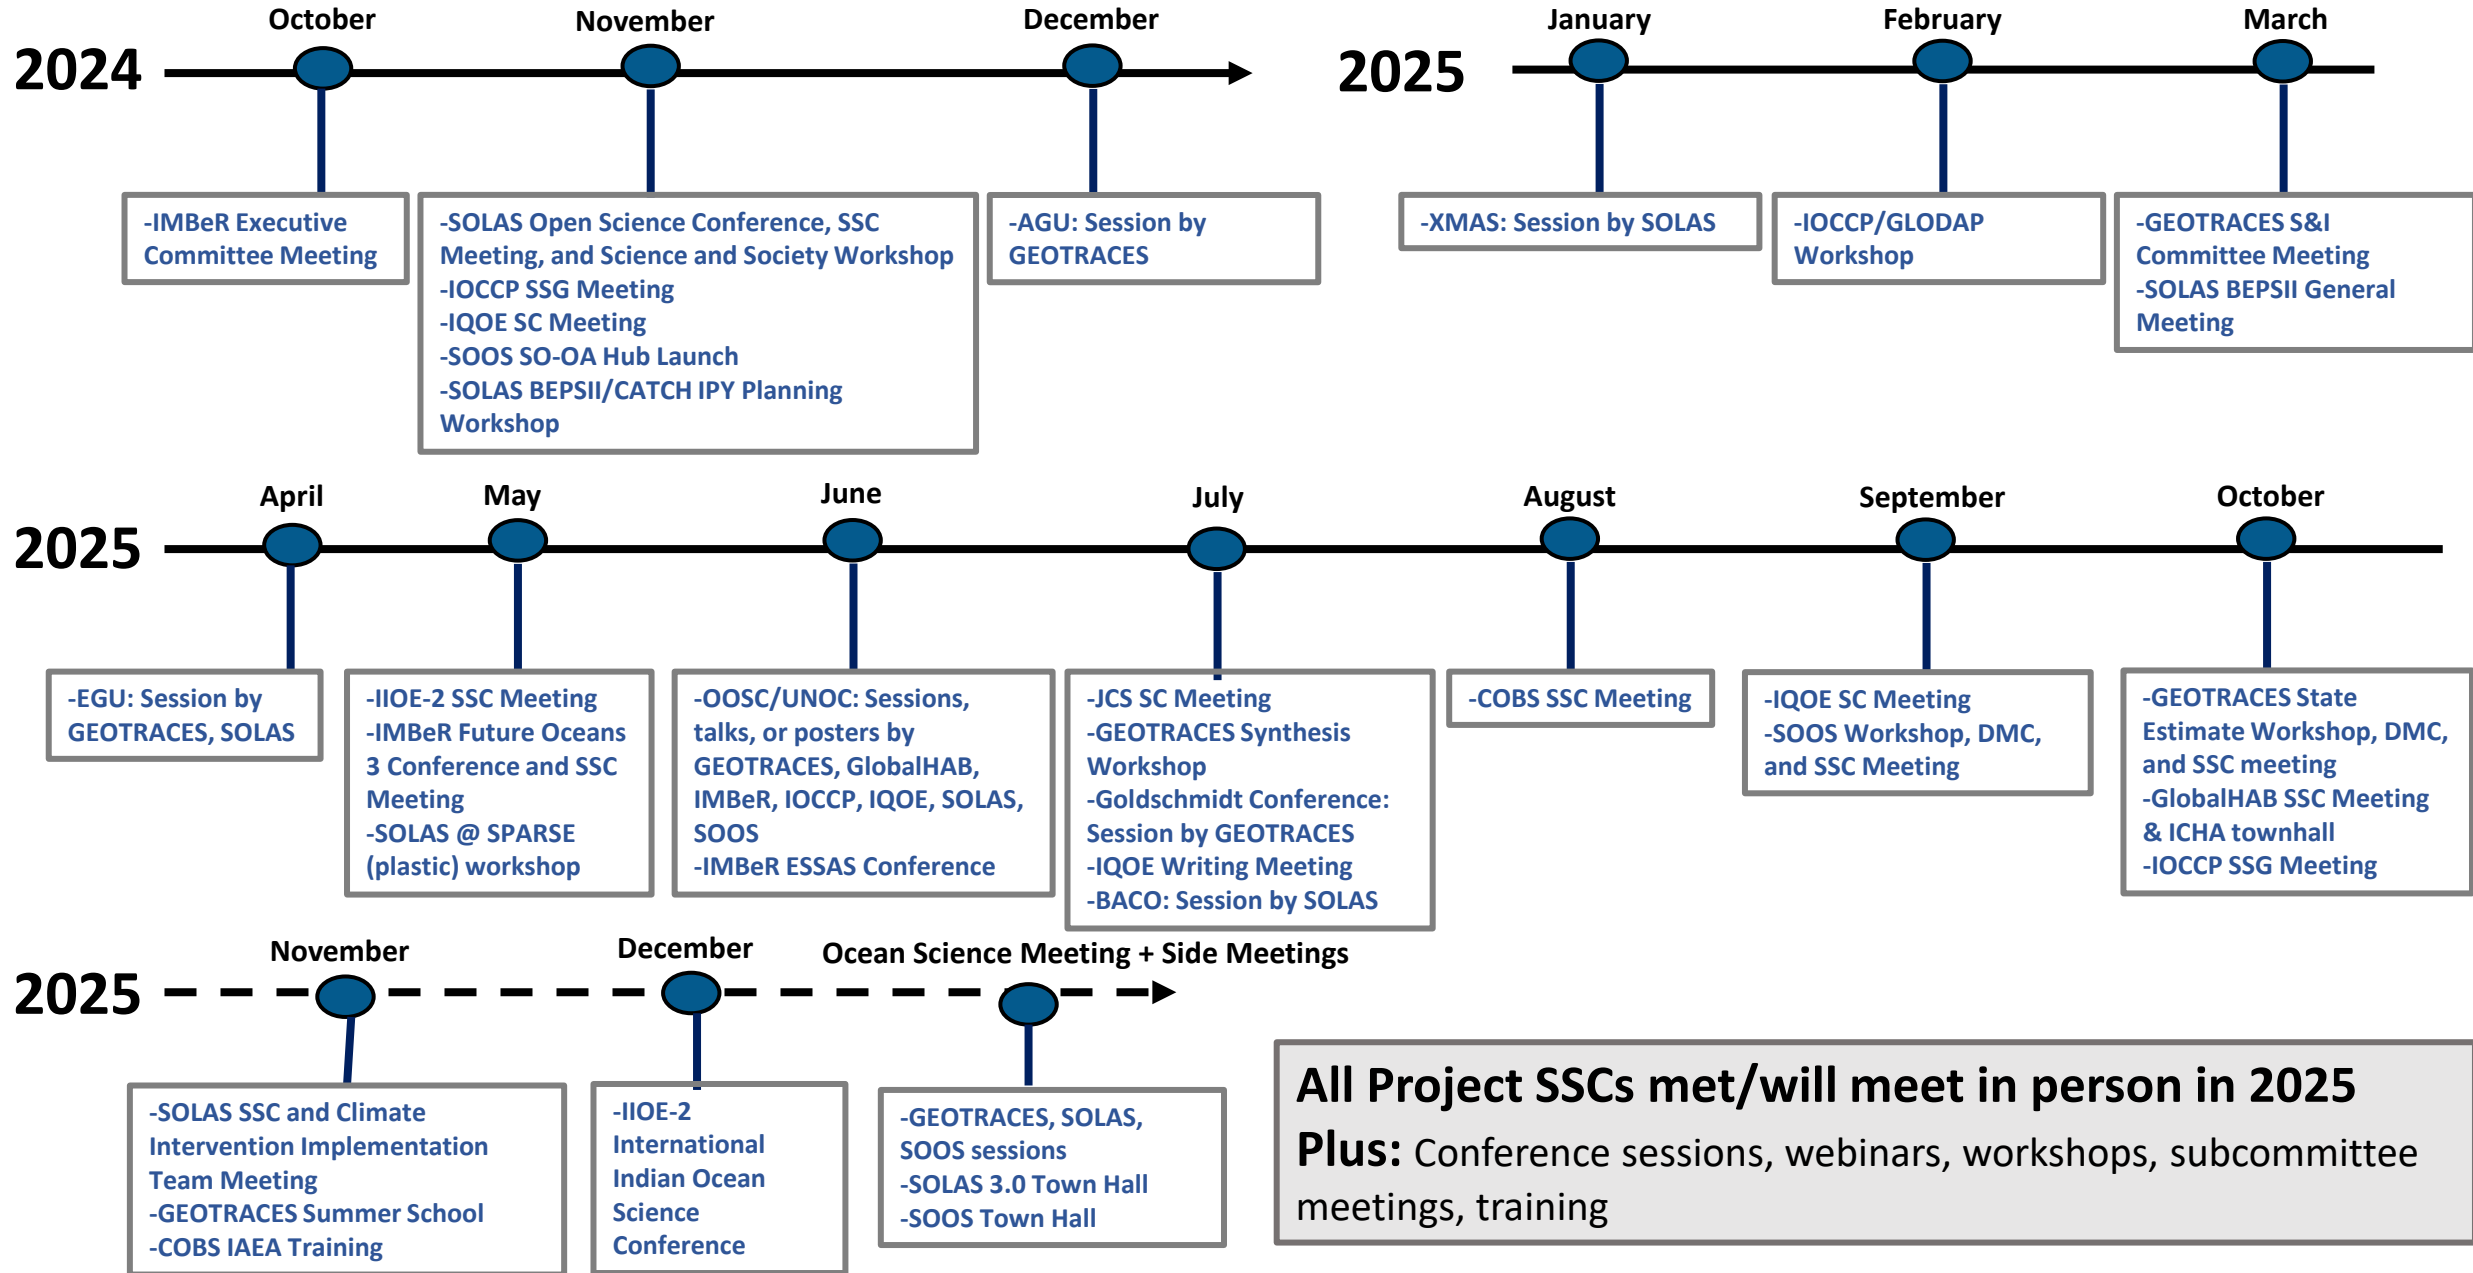 2024
October
-IMBeR Executive
Committee Meeting
November
-SOLAS Open Science Conference, SSC
Meeting, and Science and Society Workshop
-IOCCP SSG Meeting
-IQOE SC Meeting
-SOOS SO-OA Hub Launch
-SOLAS BEPSII/CATCH IPY Planning
Workshop
December
-AGU: Session by
GEOTRACES
2025
January
-XMAS: Session by SOLAS
February
-IOCCP/GLODAP
Workshop
March
-GEOTRACES S&I
Committee Meeting
-SOLAS BEPSII General
Meeting
2025
April
-EGU: Session by
GEOTRACES, SOLAS
May
-IIOE-2 SSC Meeting
-IMBeR Future Oceans
3 Conference and SSC
Meeting
-SOLAS @ SPARSE
(plastic) workshop
June
-OOSC/UNOC: Sessions,
talks, or posters by
GEOTRACES, GlobalHAB,
IMBeR, IOCCP, IQOE, SOLAS,
SOOS
-IMBeR ESSAS Conference
July
-JCS SC Meeting
-GEOTRACES Synthesis
Workshop
-Goldschmidt Conference:
Session by GEOTRACES
-IQOE Writing Meeting
-BACO: Session by SOLAS
August
-COBS SSC Meeting
September
-IQOE SC Meeting
-SOOS Workshop, DMC,
and SSC Meeting
October
-GEOTRACES State
Estimate Workshop, DMC,
and SSC meeting
-GlobalHAB SSC Meeting
& ICHA townhall
-IOCCP SSG Meeting
2025
November
-SOLAS SSC and Climate
Intervention Implementation
Team Meeting
-GEOTRACES Summer School
-COBS IAEA Training
December
-IIOE-2
International
Indian Ocean
Science
Conference
Ocean Science Meeting + Side Meetings
-GEOTRACES, SOLAS,
SOOS sessions
-SOLAS 3.0 Town Hall
-SOOS Town Hall
All Project SSCs met/will meet in person in 2025
Plus: Conference sessions, webinars, workshops, subcommittee
meetings, training